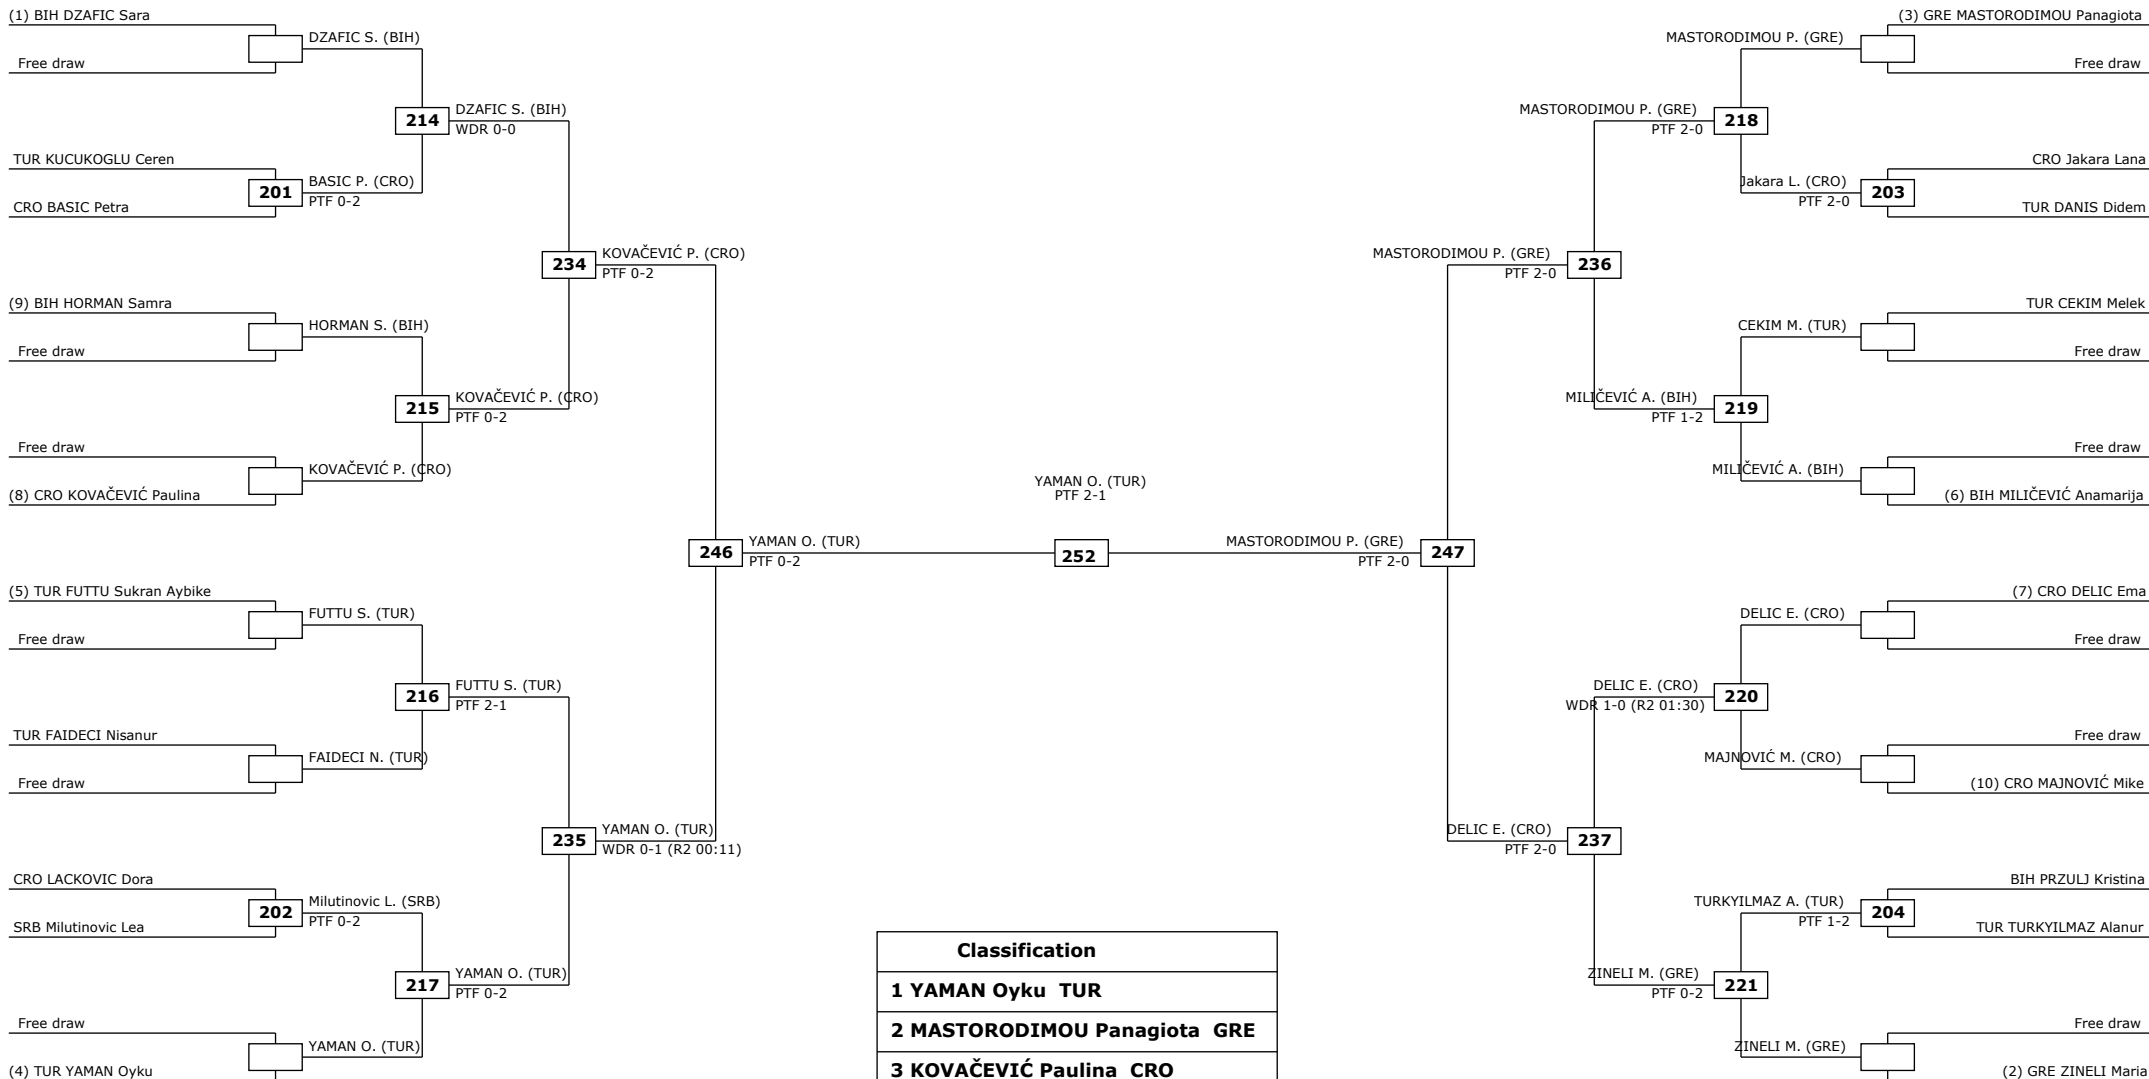 (1) BIH DZAFIC Sara
DZAFIC S. (BIH)
Free draw
214
DZAFIC S. (BIH)
WDR 0-0
TUR KUCUKOGLU Ceren
201
BASIC P. (CRO)
PTF 0-2
CRO BASIC Petra
234
KOVAČEVIĆ P. (CRO)
PTF 0-2
(9) BIH HORMAN Samra
HORMAN S. (BIH)
Free draw
215
KOVAČEVIĆ P. (CRO)
PTF 0-2
Free draw
KOVAČEVIĆ P. (CRO)
(8) CRO KOVAČEVIĆ Paulina
246
YAMAN O. (TUR)
PTF 0-2
(5) TUR FUTTU Sukran Aybike
FUTTU S. (TUR)
Free draw
216
FUTTU S. (TUR)
PTF 2-1
TUR FAIDECI Nisanur
FAIDECI N. (TUR)
Free draw
235
YAMAN O. (TUR)
WDR 0-1 (R2 00:11)
CRO LACKOVIC Dora
202
Milutinovic L. (SRB)
PTF 0-2
SRB Milutinovic Lea
217
YAMAN O. (TUR)
PTF 0-2
Free draw
YAMAN O. (TUR)
(4) TUR YAMAN Oyku
YAMAN O. (TUR)
PTF 2-1
252
(3) GRE MASTORODIMOU Panagiota
MASTORODIMOU P. (GRE)
Free draw
MASTORODIMOU P. (GRE)
PTF 2-0
218
CRO Jakara Lana
Jakara L. (CRO)
PTF 2-0
203
TUR DANIS Didem
MASTORODIMOU P. (GRE)
PTF 2-0
236
TUR CEKIM Melek
CEKIM M. (TUR)
Free draw
MILIČEVIĆ A. (BIH)
PTF 1-2
219
Free draw
MILIČEVIĆ A. (BIH)
(6) BIH MILIČEVIĆ Anamarija
MASTORODIMOU P. (GRE)
PTF 2-0
247
(7) CRO DELIC Ema
DELIC E. (CRO)
Free draw
DELIC E. (CRO)
WDR 1-0 (R2 01:30)
220
Free draw
MAJNOVIĆ M. (CRO)
(10) CRO MAJNOVIĆ Mike
DELIC E. (CRO)
PTF 2-0
237
BIH PRZULJ Kristina
TURKYILMAZ A. (TUR)
PTF 1-2
204
TUR TURKYILMAZ Alanur
ZINELI M. (GRE)
PTF 0-2
221
Free draw
ZINELI M. (GRE)
(2) GRE ZINELI Maria
Classification
1 YAMAN Oyku TUR
2 MASTORODIMOU Panagiota GRE
3 KOVAČEVIĆ Paulina CRO